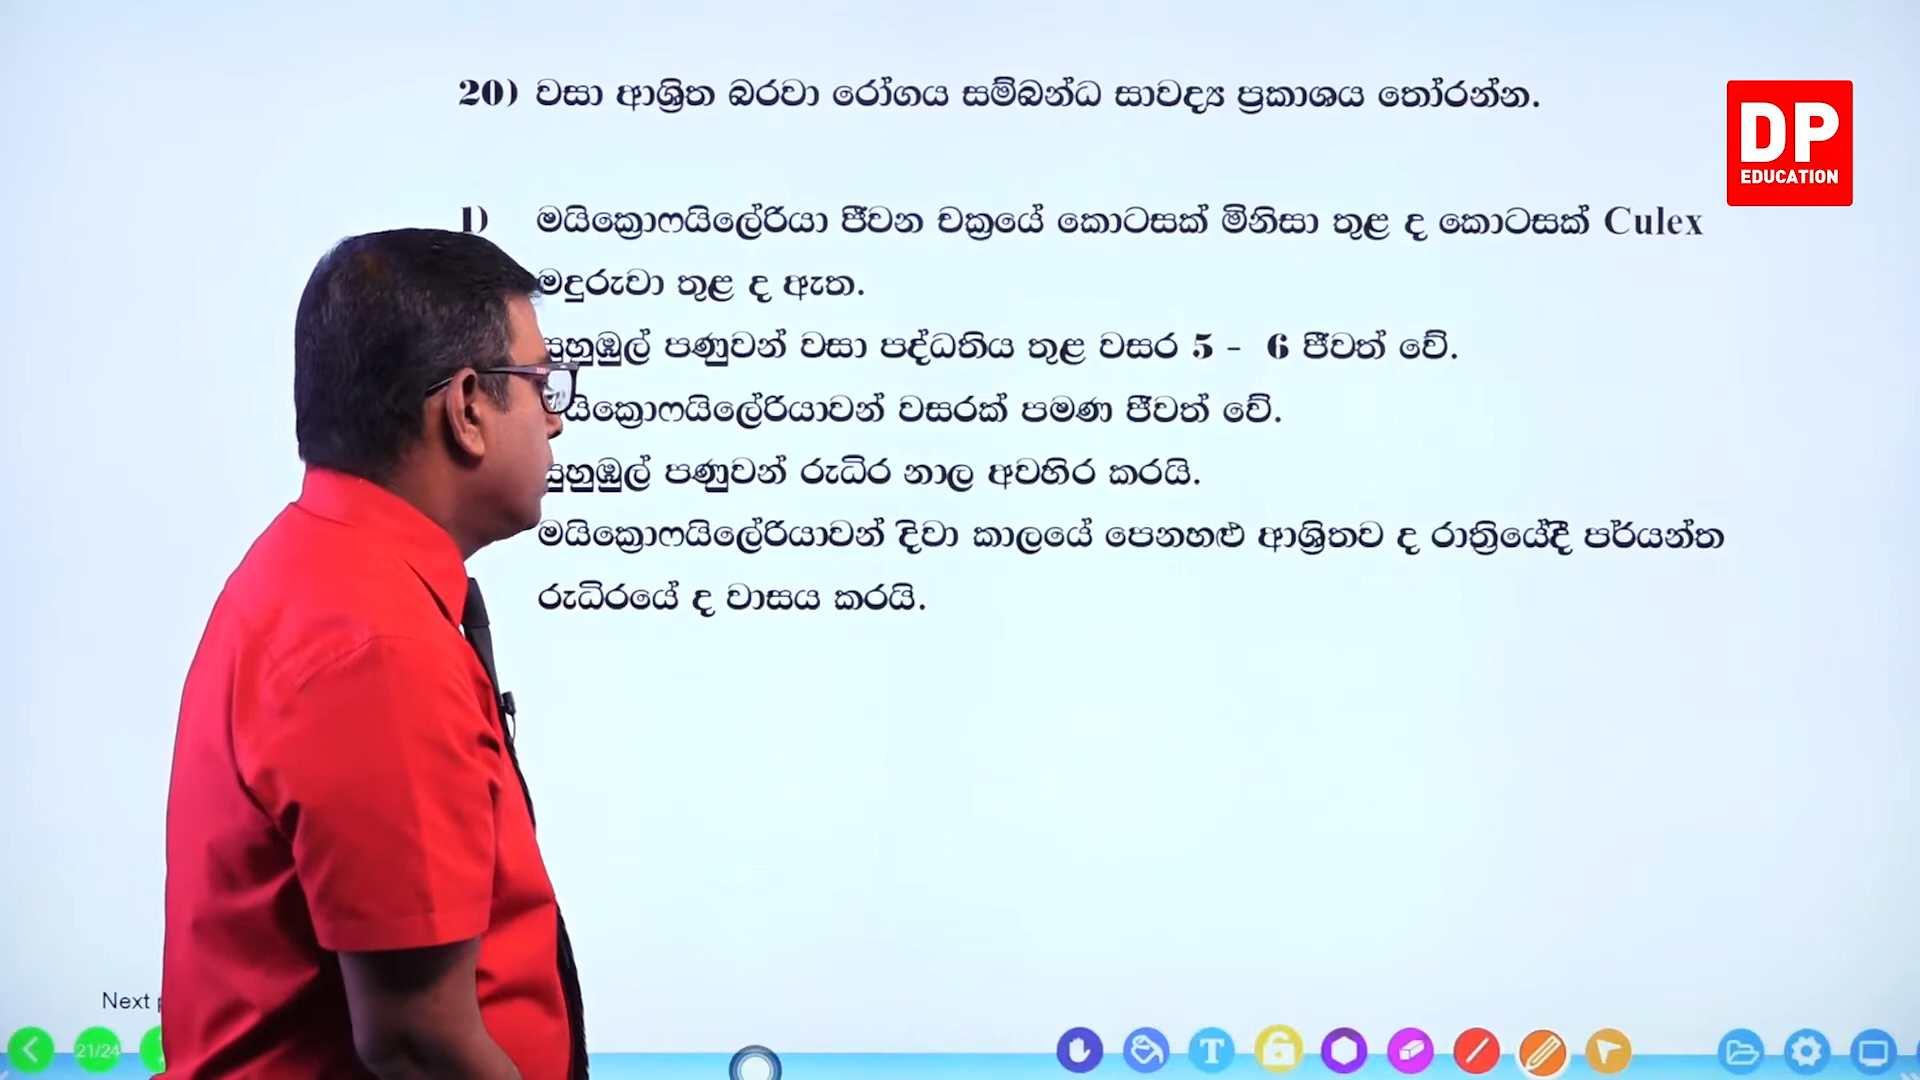 20) වසා ආශ්‍රිත බරවා රෝගය සම්බන්ධ සාවද්‍ය ප්‍රකාශය තෝරන්න.
DP
EDUCATION
1) මයික්‍රොෆයිලේරියා ජීවන චක්‍රයේ කොටසක් මිනිසා තුළ ද කොටසක් Culex
මදුරුවා තුළ ද ඇත.
සුහුඹුල් පණුවන් වසා පද්ධතිය තුළ වසර 5 - 6 ජීවත් වේ.
මයික්‍රොෆයිලේරියාවන් වසරක් පමණ ජීවත් වේ.
සුහුඹුල් පණුවන් රුධිර නාල අවහිර කරයි.
මයික්‍රොෆයිලේරියාවන් දිවා කාලයේ පෙනහළු ආශ්‍රිතව ද රාත්‍රියේදී පර්යන්ත
රුධිරයේ ද වාසය කරයි.
Next
21/24